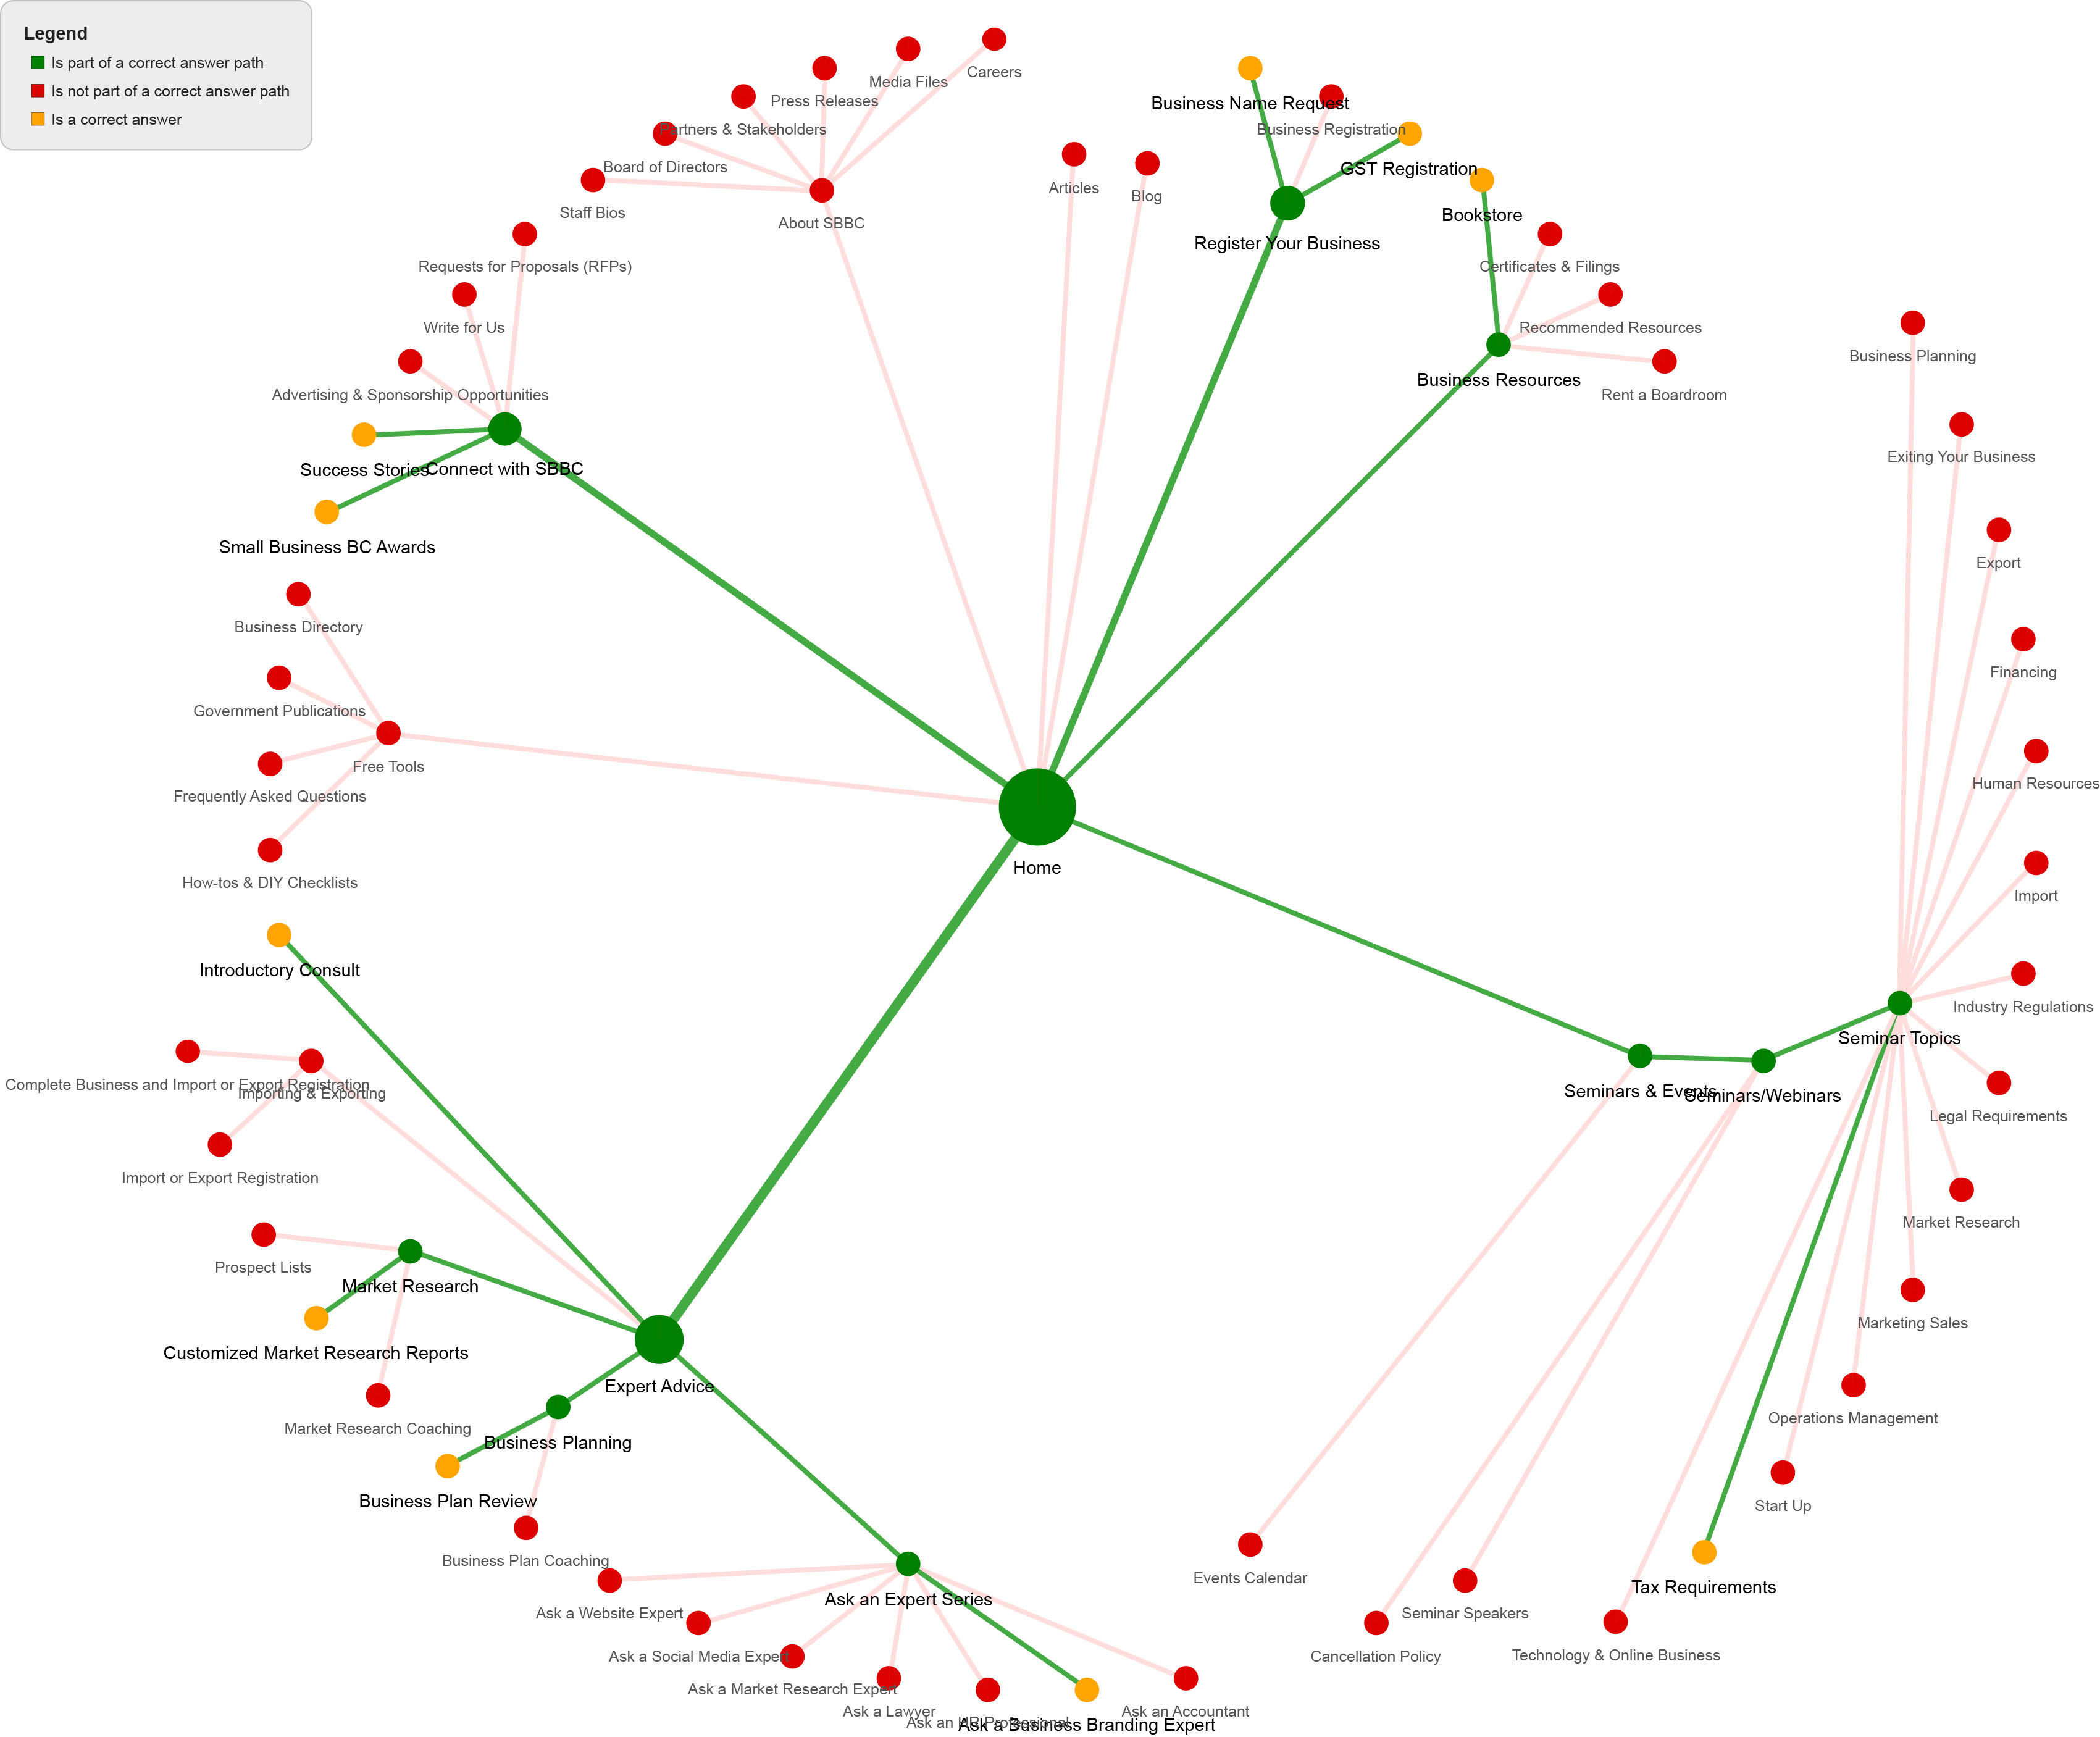 Legend
Is part of a correct answer path
Is not part of a correct answer path
Is a correct answer
Careers
Media Files
Press Releases
Partners & Stakeholders
Board of Directors
Staff Bios
About SBBC
Articles
Blog
Business Name Request
Business Registration
GST Registration
Register Your Business
Bookstore
Certificates & Filings
Recommended Resources
Rent a Boardroom
Business Resources
Requests for Proposals (RFPs)
Write for Us
Advertising & Sponsorship Opportunities
Success Stories
Connect with SBBC
Small Business BC Awards
Business Directory
Government Publications
Free Tools
Frequently Asked Questions
How-tos & DIY Checklists
Home
Business Planning
Exiting Your Business
Export
Financing
Human Resources
Import
Industry Regulations
Seminar Topics
Seminars & Events
Seminars/Webinars
Legal Requirements
Market Research
Marketing Sales
Operations Management
Start Up
Tax Requirements
Technology & Online Business
Seminar Speakers
Cancellation Policy
Events Calendar
Introductory Consult
Complete Business and Import or Export Registration
Importing & Exporting
Import or Export Registration
Prospect Lists
Market Research
Customized Market Research Reports
Market Research Coaching
Expert Advice
Business Planning
Business Plan Review
Business Plan Coaching
Ask an Expert Series
Ask a Website Expert
Ask a Social Media Expert
Ask a Market Research Expert
Ask a Lawyer
Ask an HR Professional
Ask a Business Branding Expert
Ask an Accountant